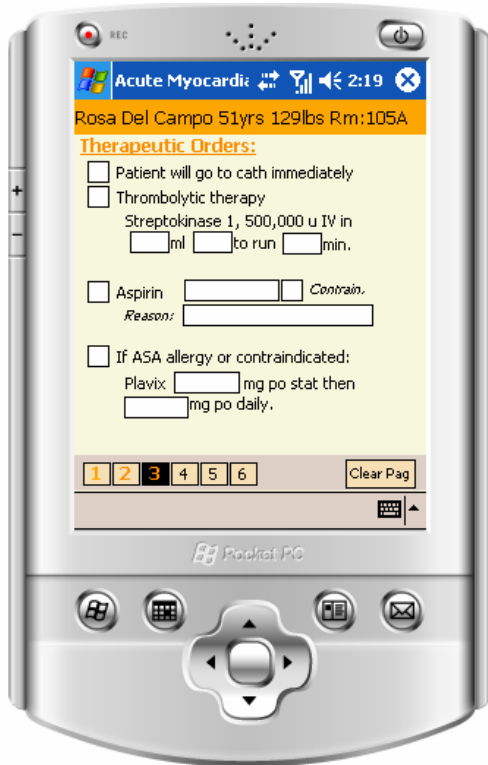 REC
Acute Myocardia 2:19
Rosa Del Campo 51yrs 129lbs Rm:105A
Therapeutic Orders:
Patient will go to cath immediately
Thrombolytic therapy
Streptokinase 1, 500,000 u IV in
ml to run min.
Aspirin Contrain.
Reason:
If ASA allergy or contraindicated:
Plavix mg po stat then
mg po daily.
1 2 3 4 5 6 Clear Pag
Pocket PC